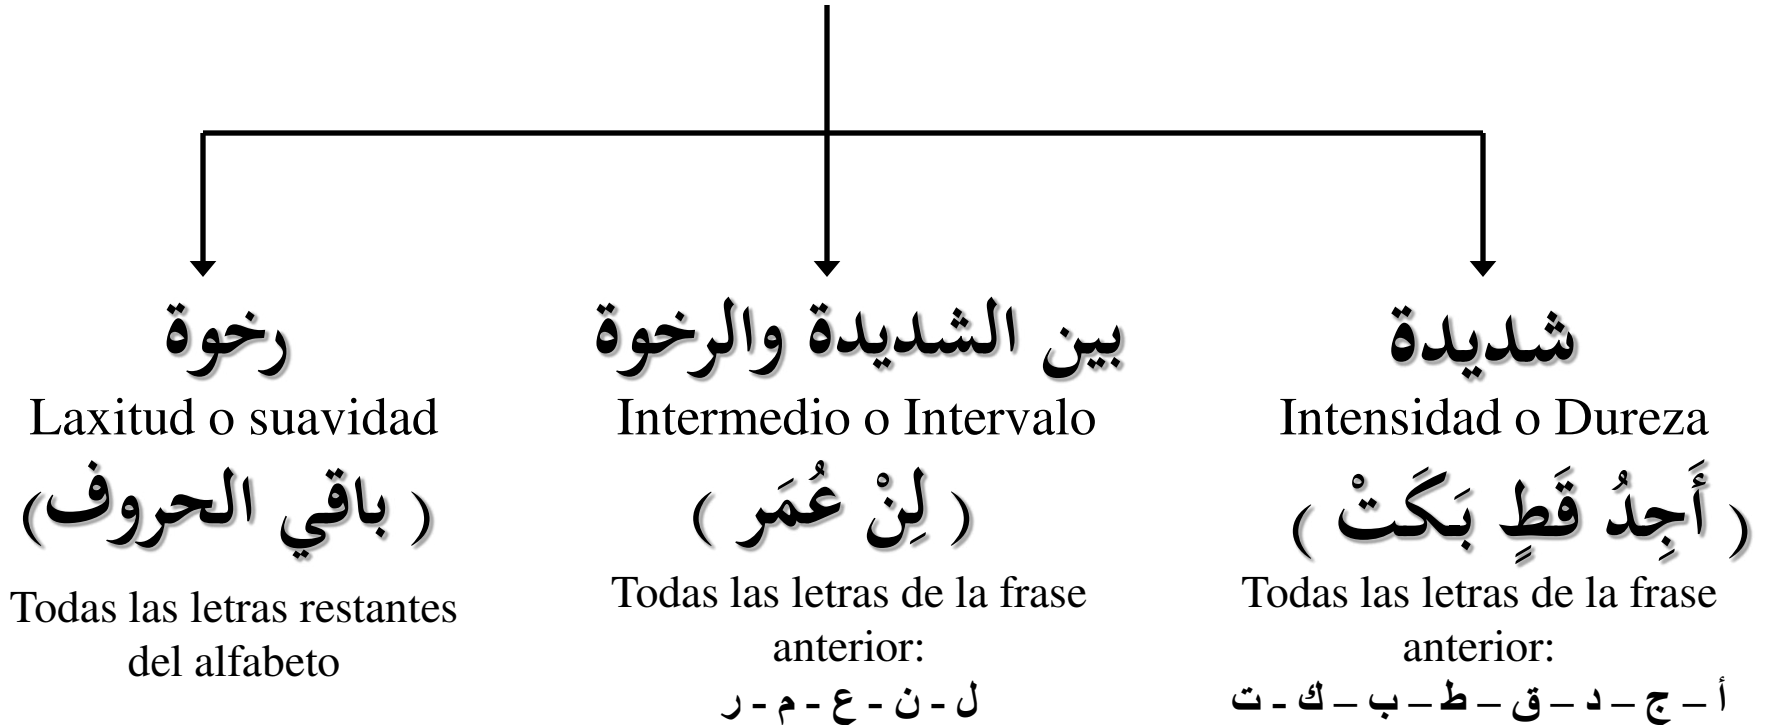 شديدة
Intensidad o Dureza
( أَجِدُ قَطٍ بَكَتْ )
Todas las letras de la frase
anterior:
أ – ج – د – ق – ط – ب – ك - ت
بين الشديدة والرخوة
Intermedio o Intervalo
( لِنْ عُمَر )
Todas las letras de la frase
anterior:
ل - ن - ع - م - ر
رخوة
Laxitud o suavidad
( باقي الحروف)
Todas las letras restantes
del alfabeto